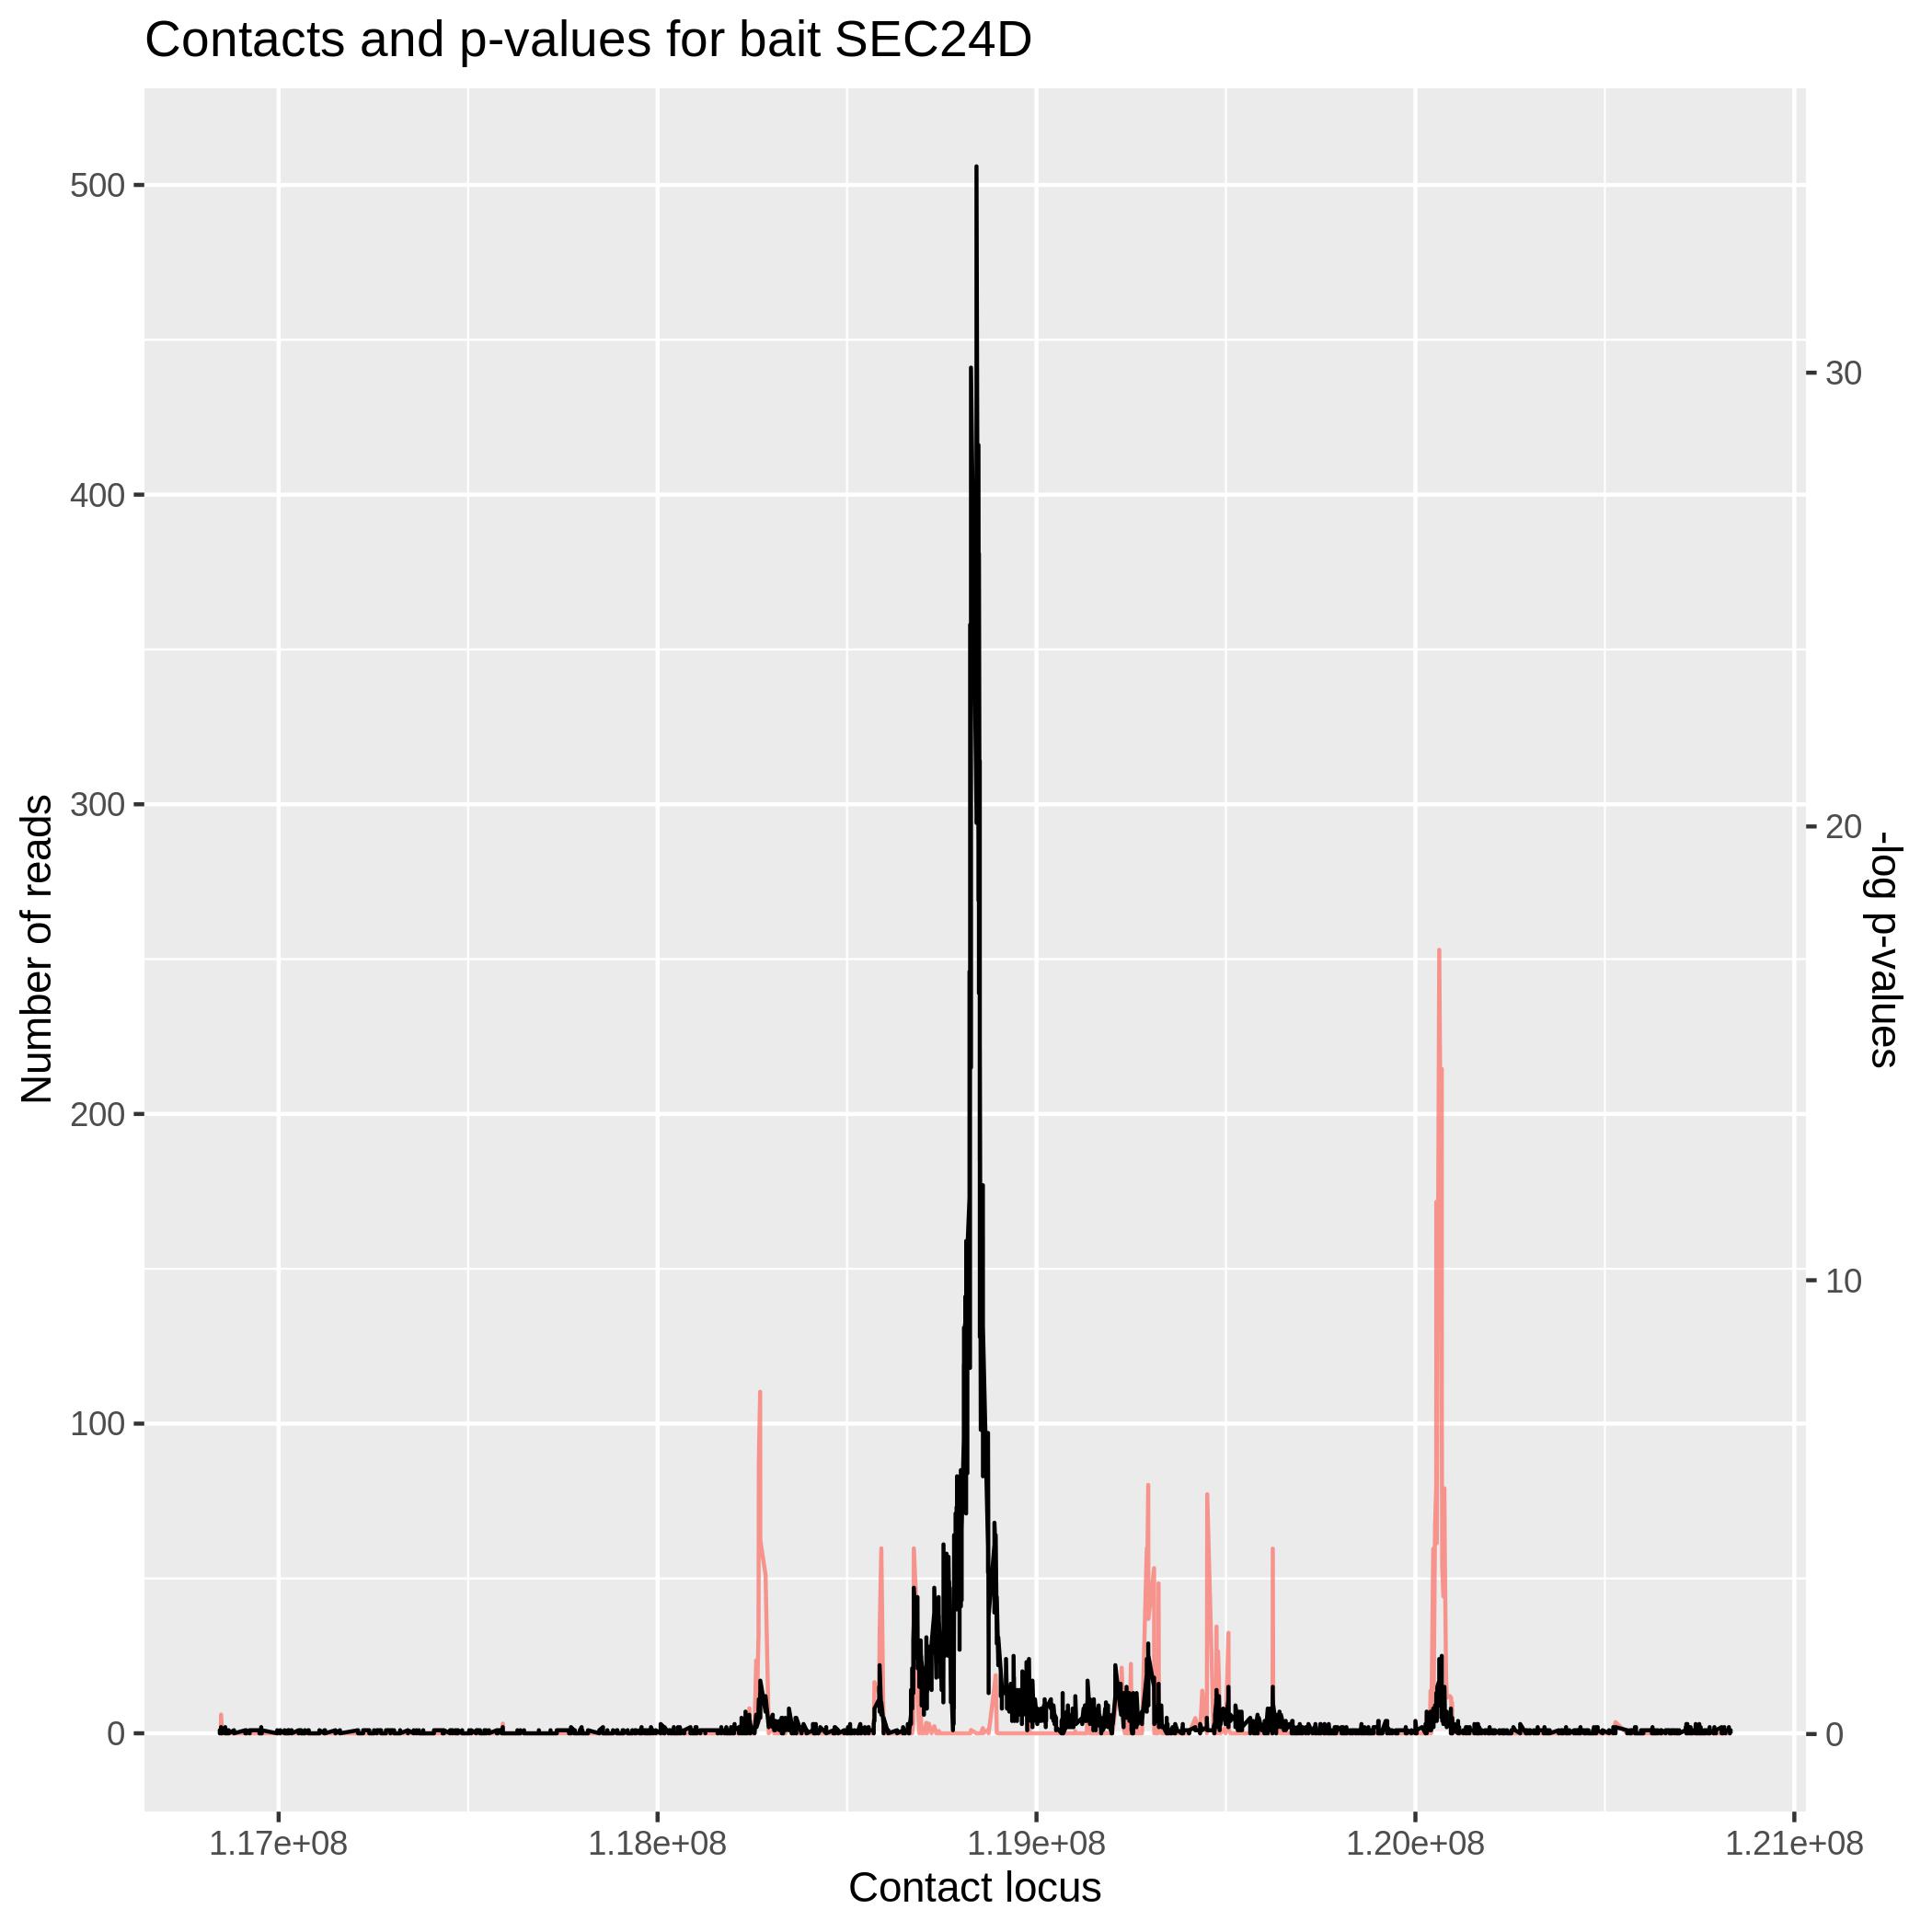 Contacts and p-values for bait SEC24D
500
400
300
200
100
0
Number of reads
30
20
10
0
-log p-values
1.17e+08
1.18e+08
1.19e+08
1.20e+08
1.21e+08
Contact locus